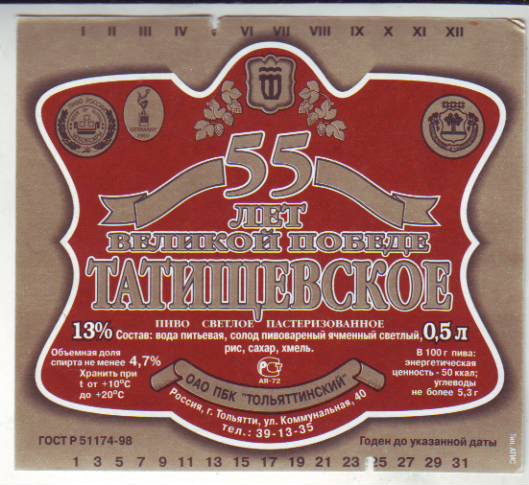 I II III IV VI VII VIII IX X XI XII
55
ЛЕТ
ВЕЛИКОЙ ПОБЕДЕ
ТАТИЩЕВСКОЕ
ПИВО СВЕТЛОЕ ПАСТЕРИЗОВАННОЕ
13% Состав: вода питьевая, солод пивоваренный ячменный светлый, 0,5 л
рис, сахар, хмель.
Объемная доля
спирта не менее 4,7%
Хранить при
t от +10°С
до +20°С
РС
АЯ-72
В 100 г пива:
энергетическая
ценность - 50 ккал;
углеводы
не более 5,3 г
ОАО ПБК "ТОЛЬЯТТИНСКИЙ"
Россия, г. Тольятти, ул. Коммунальная, 40
тел.: 39-13-35
ГОСТ Р 51174-98
Годен до указанной даты
1 3 5 7 9 11 13 15 17 19 21 23 25 27 29 31